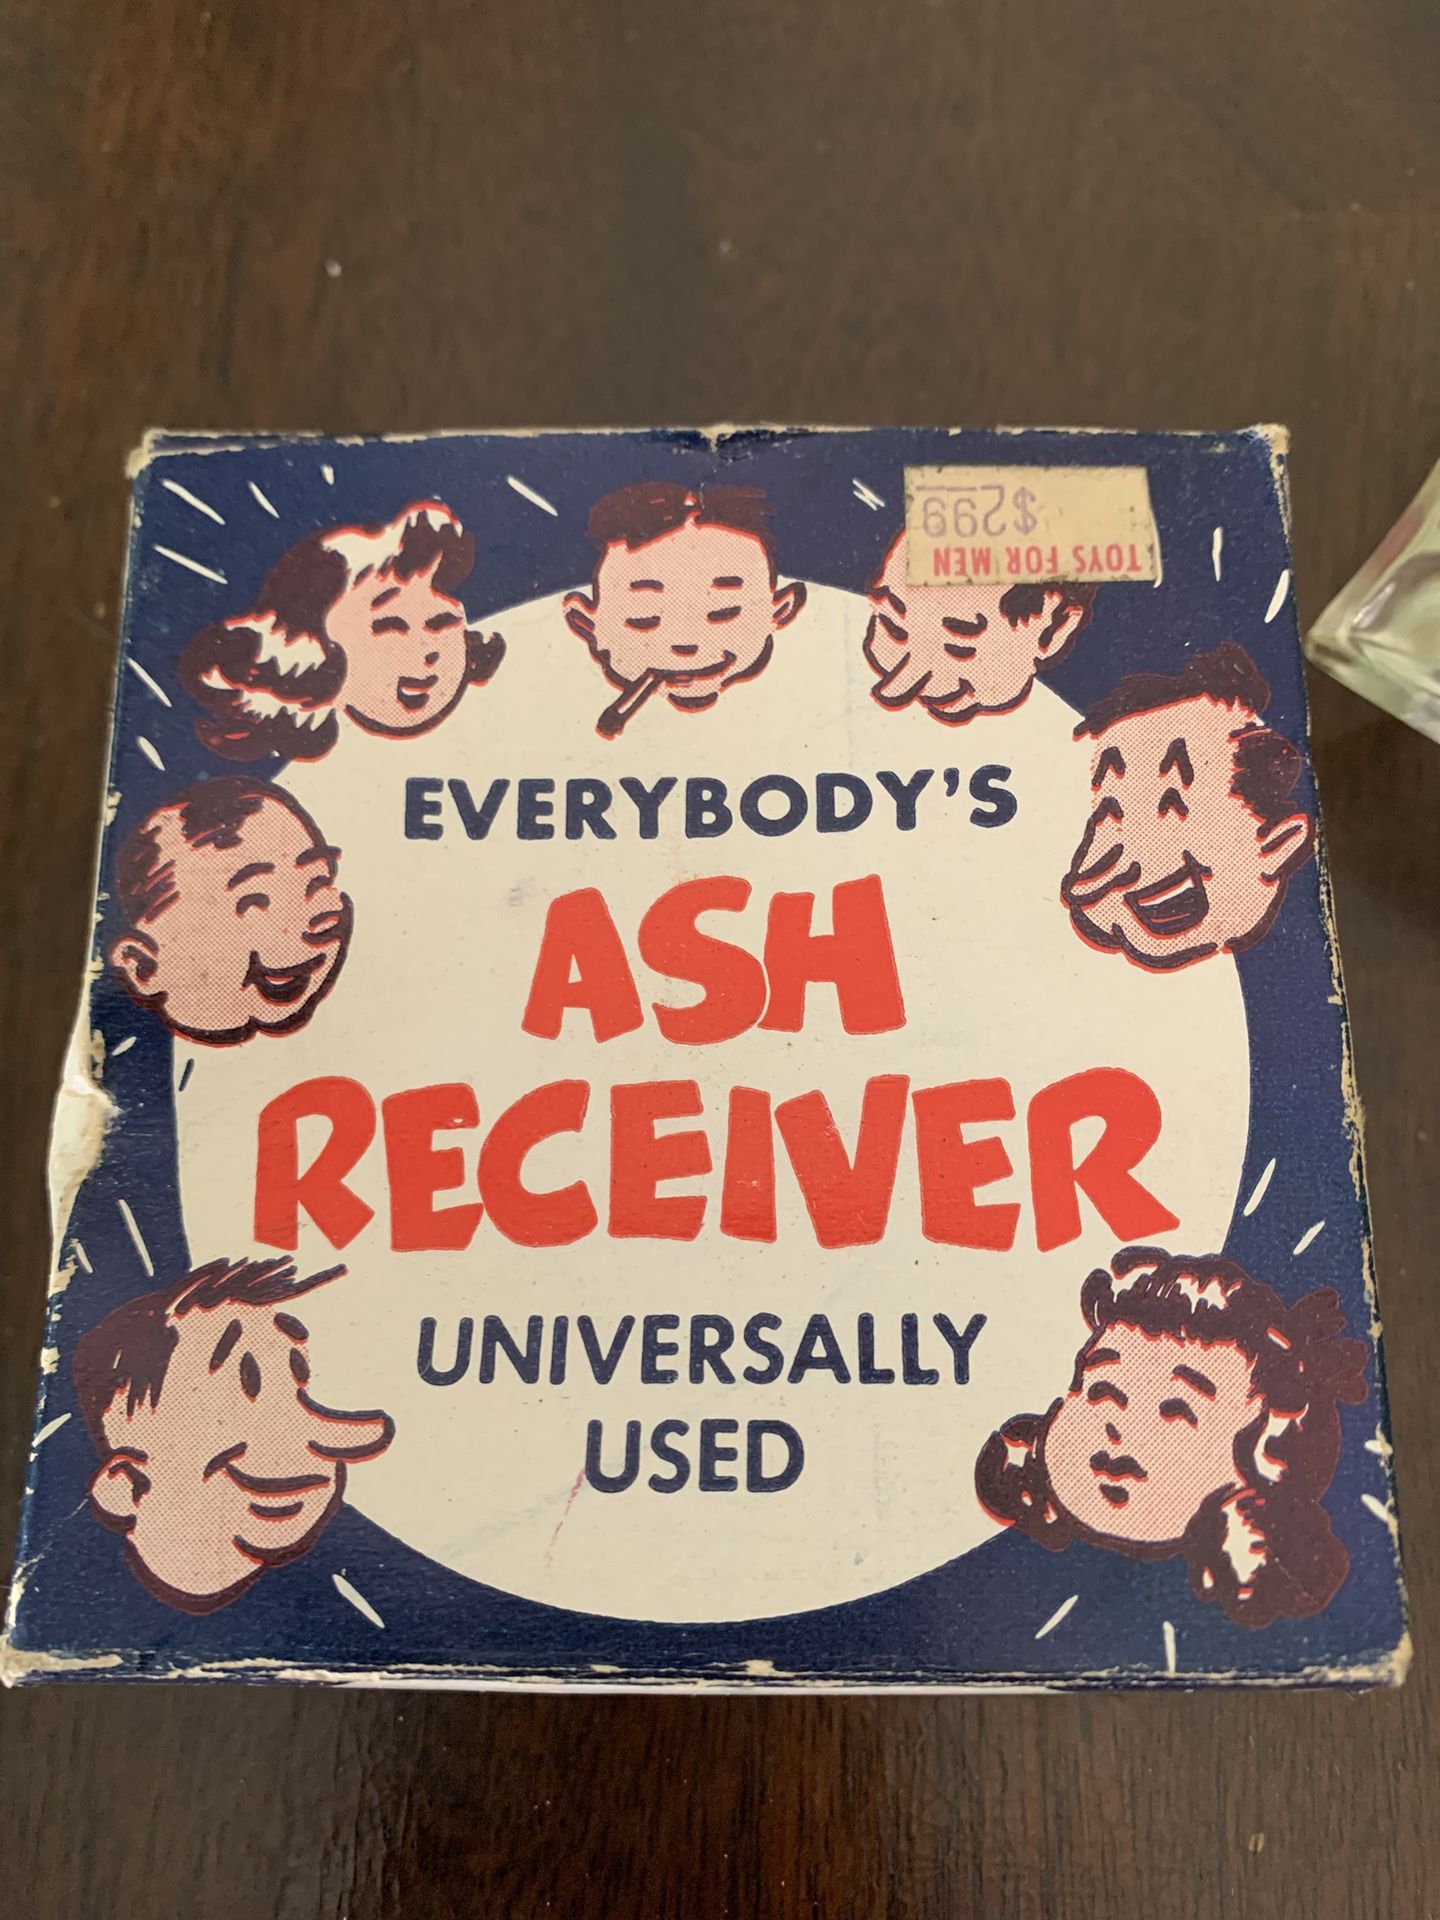 $2.99
TOYS FOR MEN
EVERYBODY'S
ASH
RECEIVER
UNIVERSALLY
USED